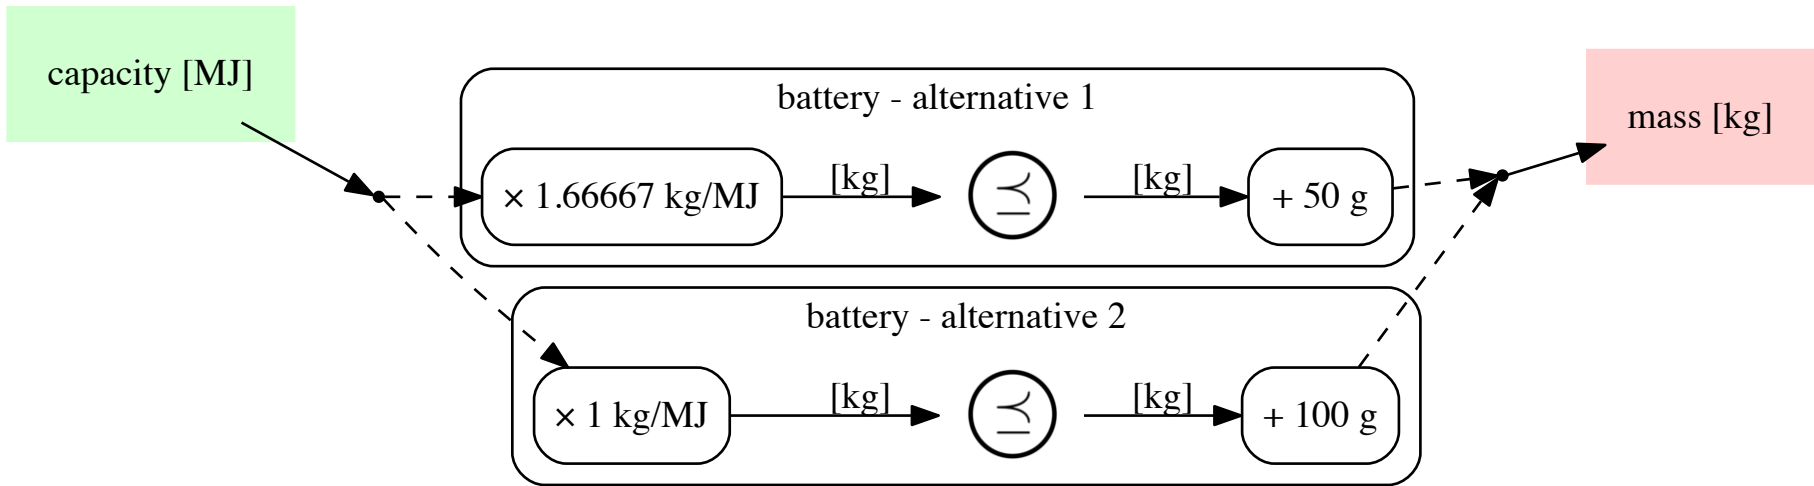 capacity [MJ]
battery - alternative 1
mass [kg]
× 1.66667 kg/MJ
[kg]
⪯
[kg]
+ 50 g
battery - alternative 2
× 1 kg/MJ
[kg]
⪯
[kg]
+ 100 g